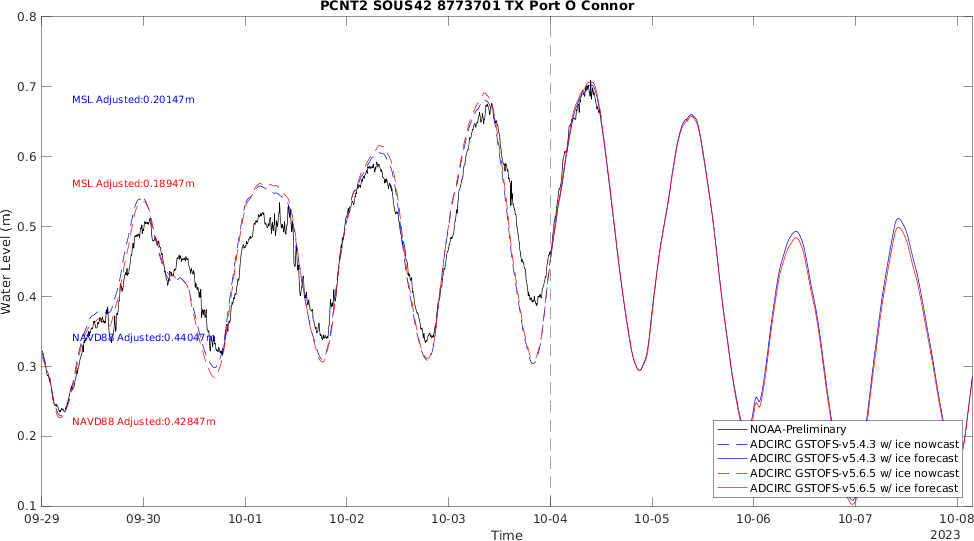 PCNT2 SOUS42 8773701 TX Port O Connor
0.8
0.7
0.6
0.5
0.4
0.3
0.2
0.1
Water Level (m)
MSL Adjusted:0.20147m
MSL Adjusted:0.18947m
NAVD88 Adjusted:0.44047m
NAVD88 Adjusted:0.42847m
NOAA-Preliminary
ADCIRC GSTOFS-v5.4.3 w/ ice nowcast
ADCIRC GSTOFS-v5.4.3 w/ ice forecast
ADCIRC GSTOFS-v5.6.5 w/ ice nowcast
ADCIRC GSTOFS-v5.6.5 w/ ice forecast
09-29 09-30 10-01 10-02 10-03 10-04 10-05 10-06 10-07 10-08
Time
2023